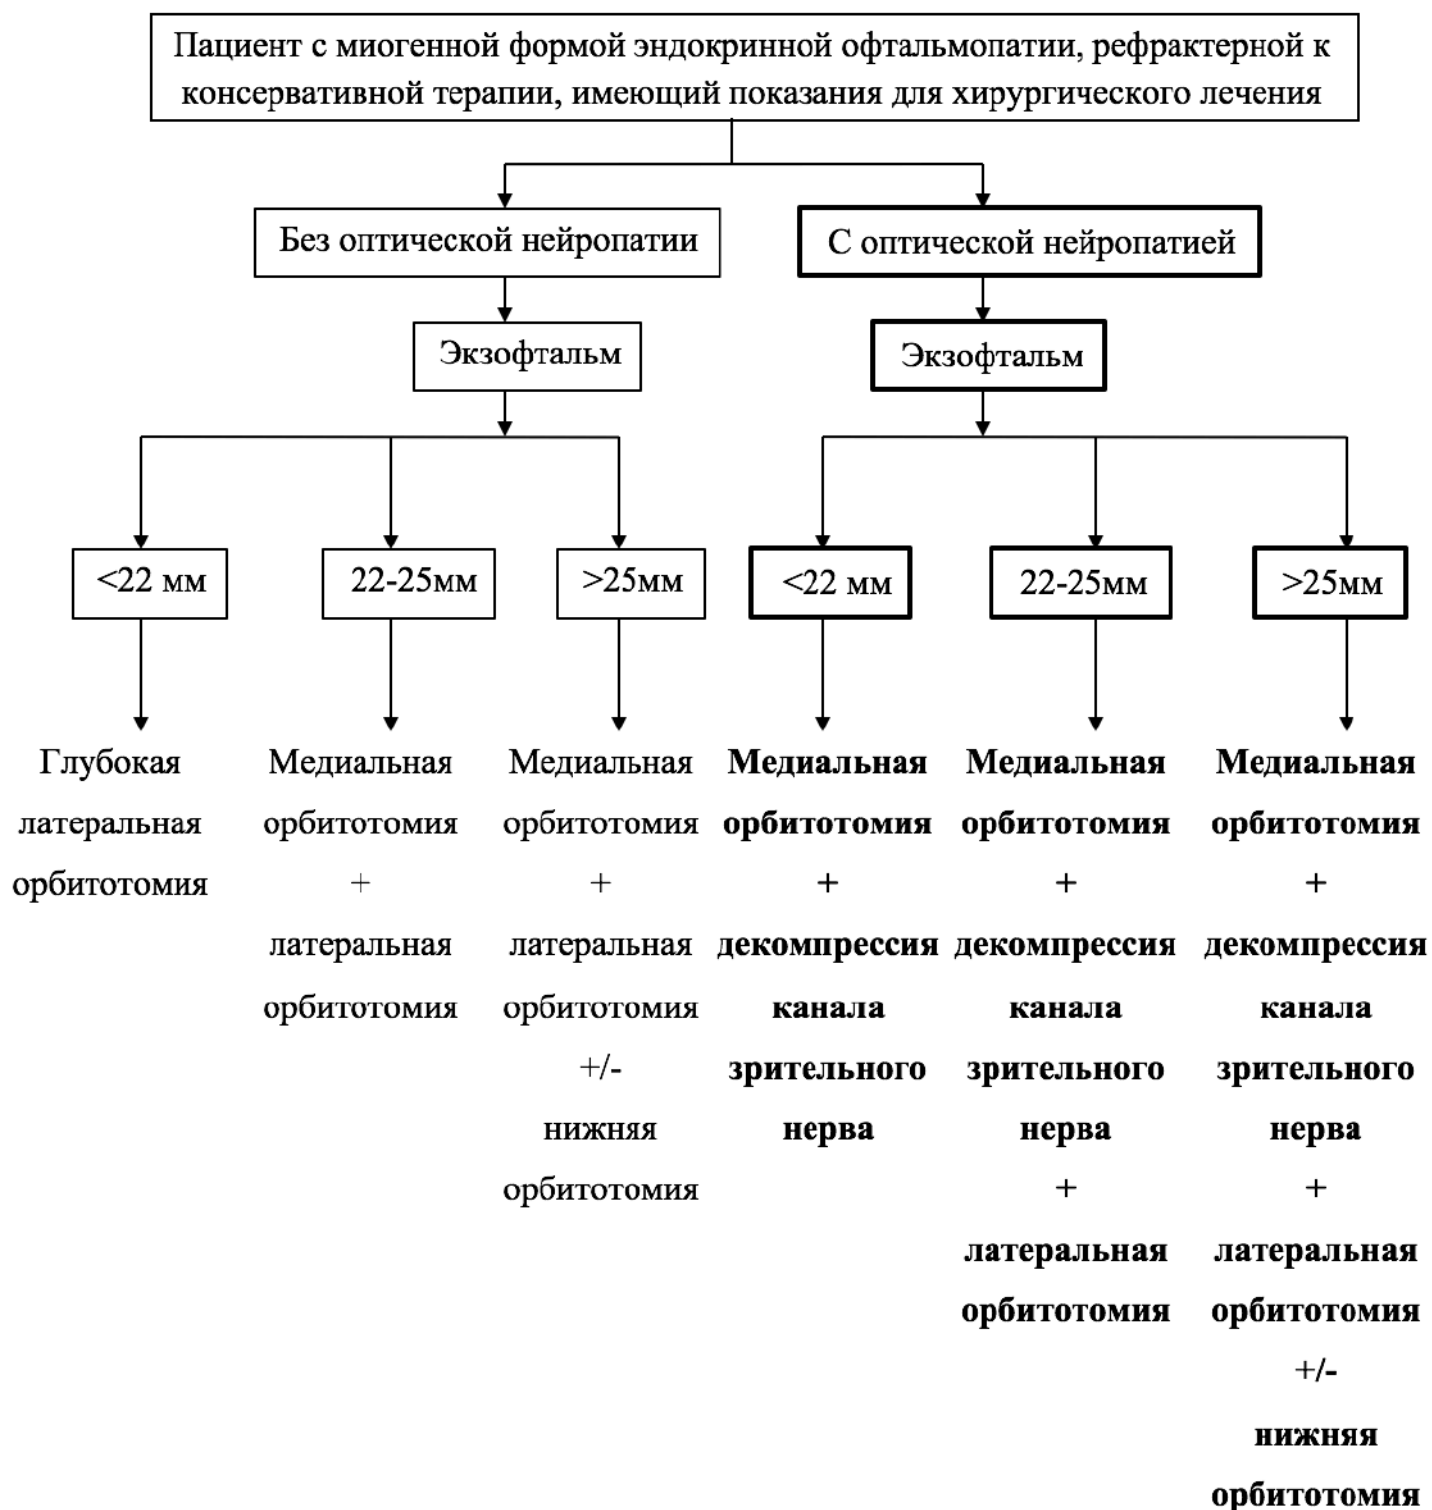 Пациент с миогенной формой эндокринной офтальмопатии, рефрактерной к
консервативной терапии, имеющий показания для хирургического лечения
Без оптической нейропатии
С оптической нейропатией
Экзофтальм
Экзофтальм
<22 мм
22-25мм
>25мм
<22 мм
22-25мм
>25мм
Глубокая
латеральная
орбитотомия
Медиальная
орбитотомия
+
латеральная
орбитотомия
Медиальная
орбитотомия
+
латеральная
орбитотомия
+/-
нижняя
орбитотомия
Медиальная
орбитотомия
+
декомпрессия
канала
зрительного
нерва
Медиальная
орбитотомия
+
декомпрессия
канала
зрительного
нерва
+
латеральная
орбитотомия
Медиальная
орбитотомия
+
декомпрессия
канала
зрительного
нерва
+
латеральная
орбитотомия
+/-
нижняя
орбитотомия